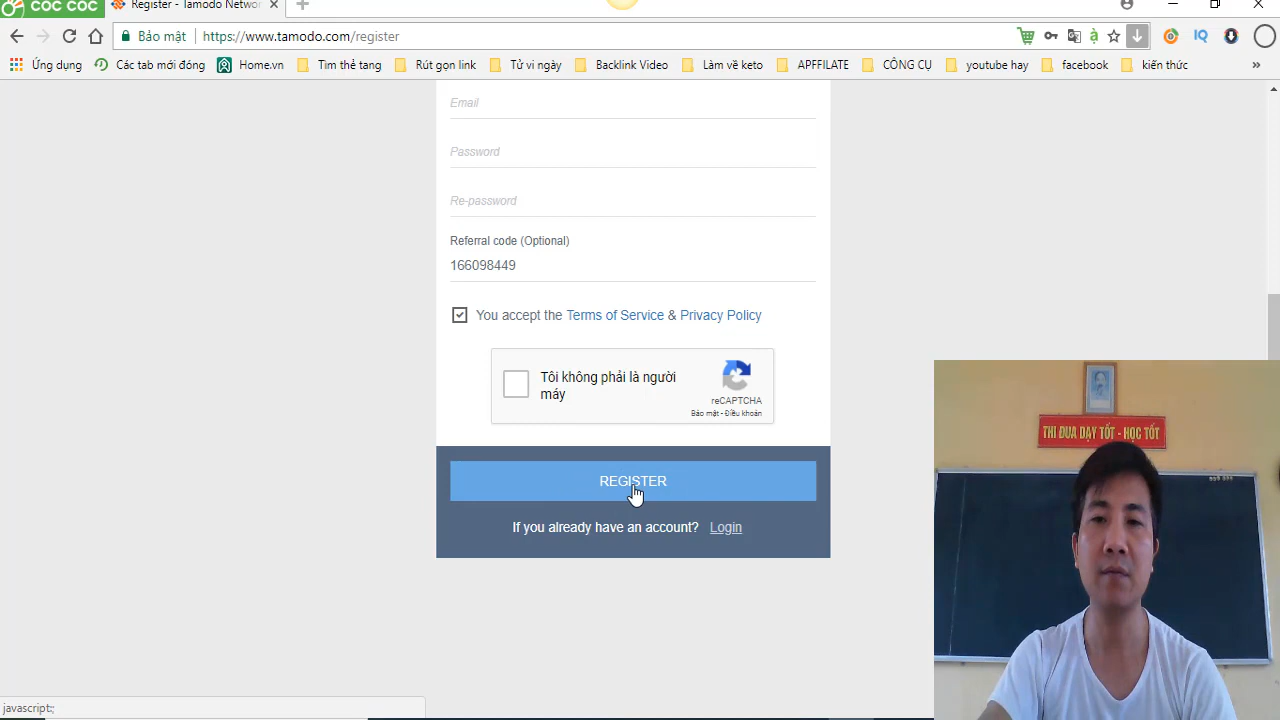 CỐC CỐC
Register - Tamodo Networ
Bảo mật
https://www.tamodo.com/register
Ứng dụng
Các tab mới đóng
Home.vn
Tìm thẻ tang
Rút gọn link
Tử vi ngày
Backlink Video
Làm về keto
APFFILATE
CÔNG CỤ
youtube hay
facebook
kiến thức
»
Email
Password
Re-password
Referral code (Optional)
166098449
You accept the Terms of Service & Privacy Policy
Tôi không phải là người
máy
reCAPTCHA
Bảo mật - Điều khoản
REGISTER
If you already have an account? Login
THI ĐUA DẠY TỐT - HỌC TỐT
javascript:;